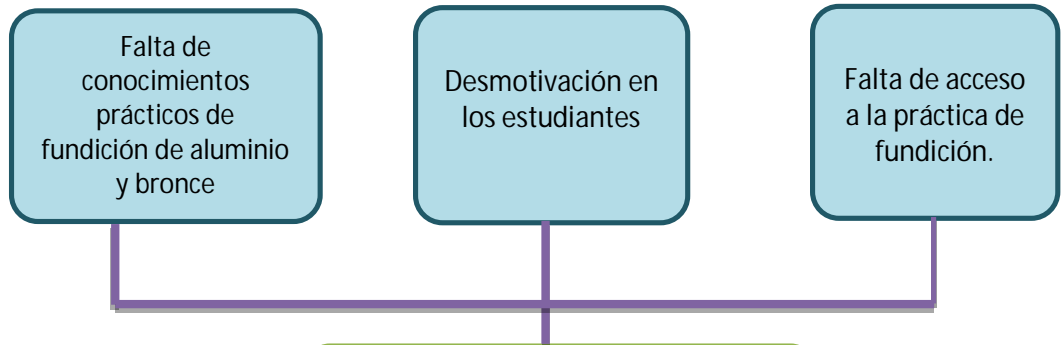 Falta de
conocimientos
prácticos de
fundición de aluminio
y bronce
Desmotivación en
los estudiantes
Falta de acceso
a la práctica de
fundición.